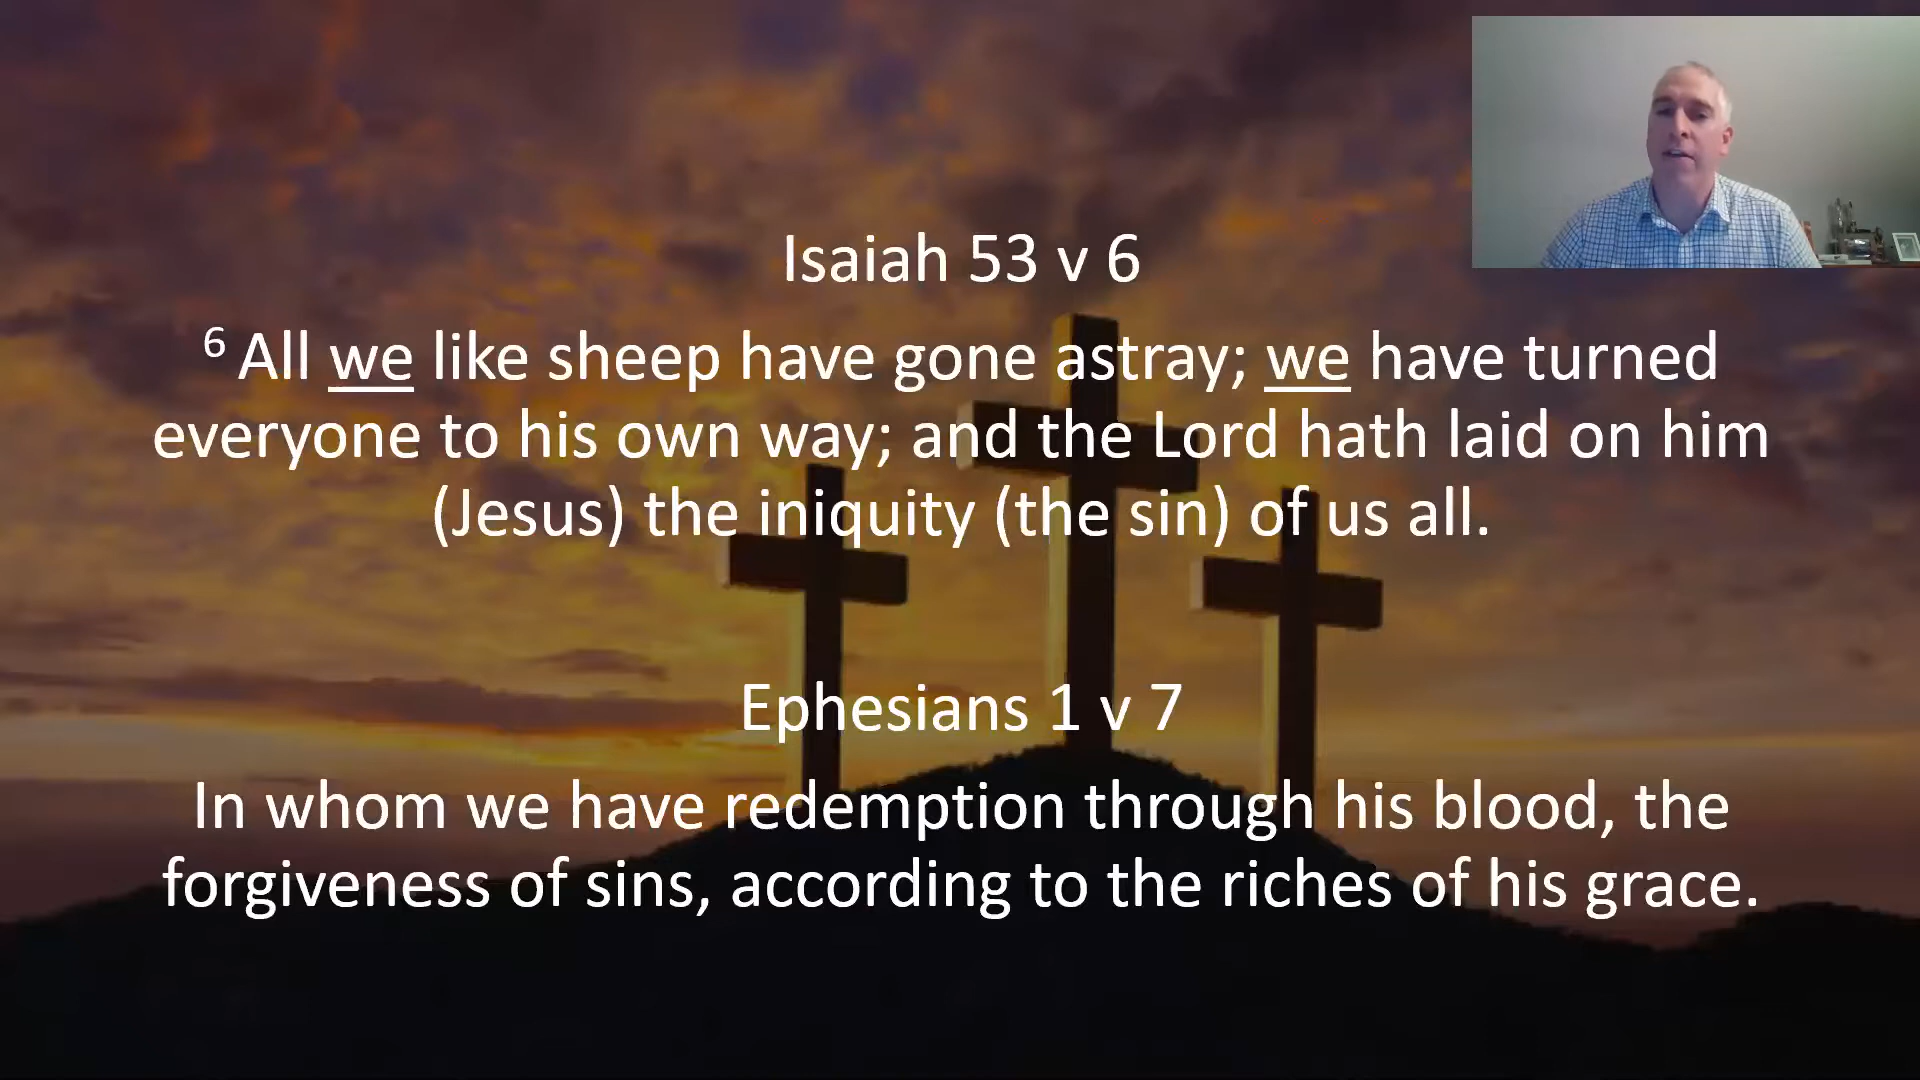 Isaiah 53 v 6
6 All we like sheep have gone astray; we have turned
everyone to his own way; and the Lord hath laid on him
(Jesus) the iniquity (the sin) of us all.
Ephesians 1 v 7
In whom we have redemption through his blood, the
forgiveness of sins, according to the riches of his grace.